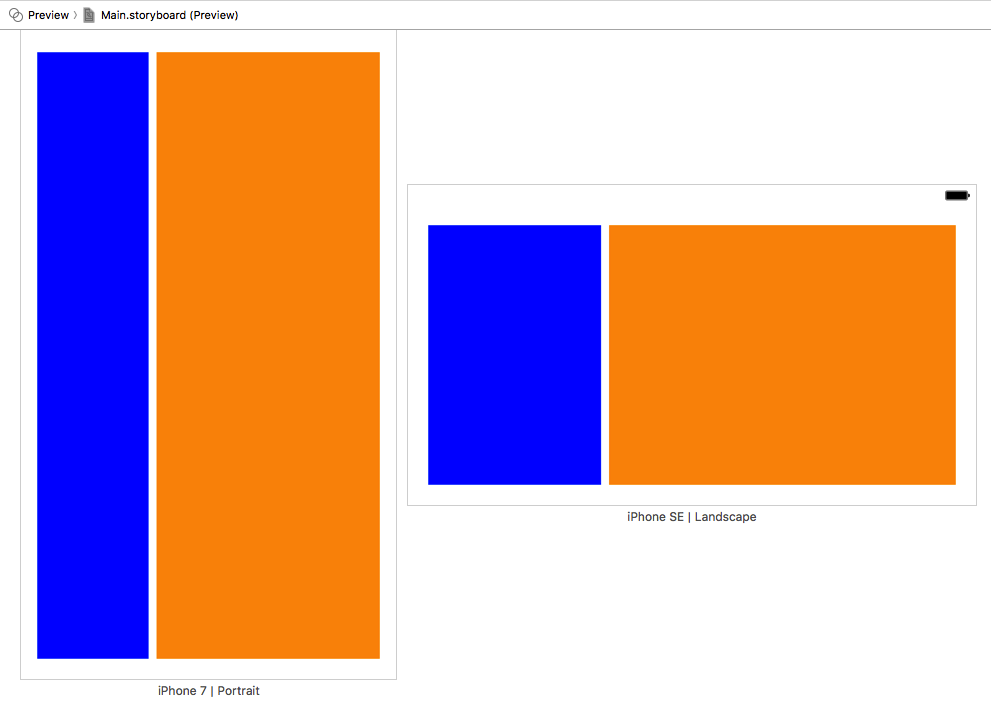 Preview 〉 Main.storyboard (Preview)
iPhone SE | Landscape
iPhone 7 | Portrait